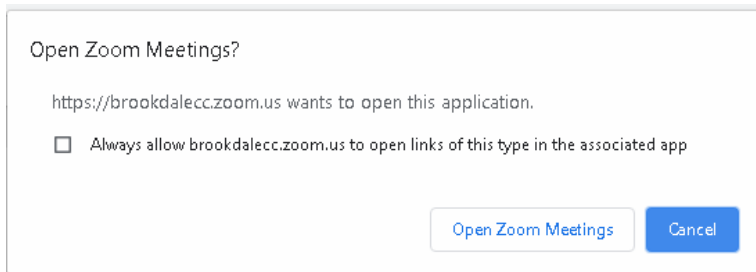 Open Zoom Meetings?
https://brookdalecc.zoom.us wants to open this application.
Always allow brookdalecc.zoom.us to open links of this type in the associated app
Open Zoom Meetings Cancel